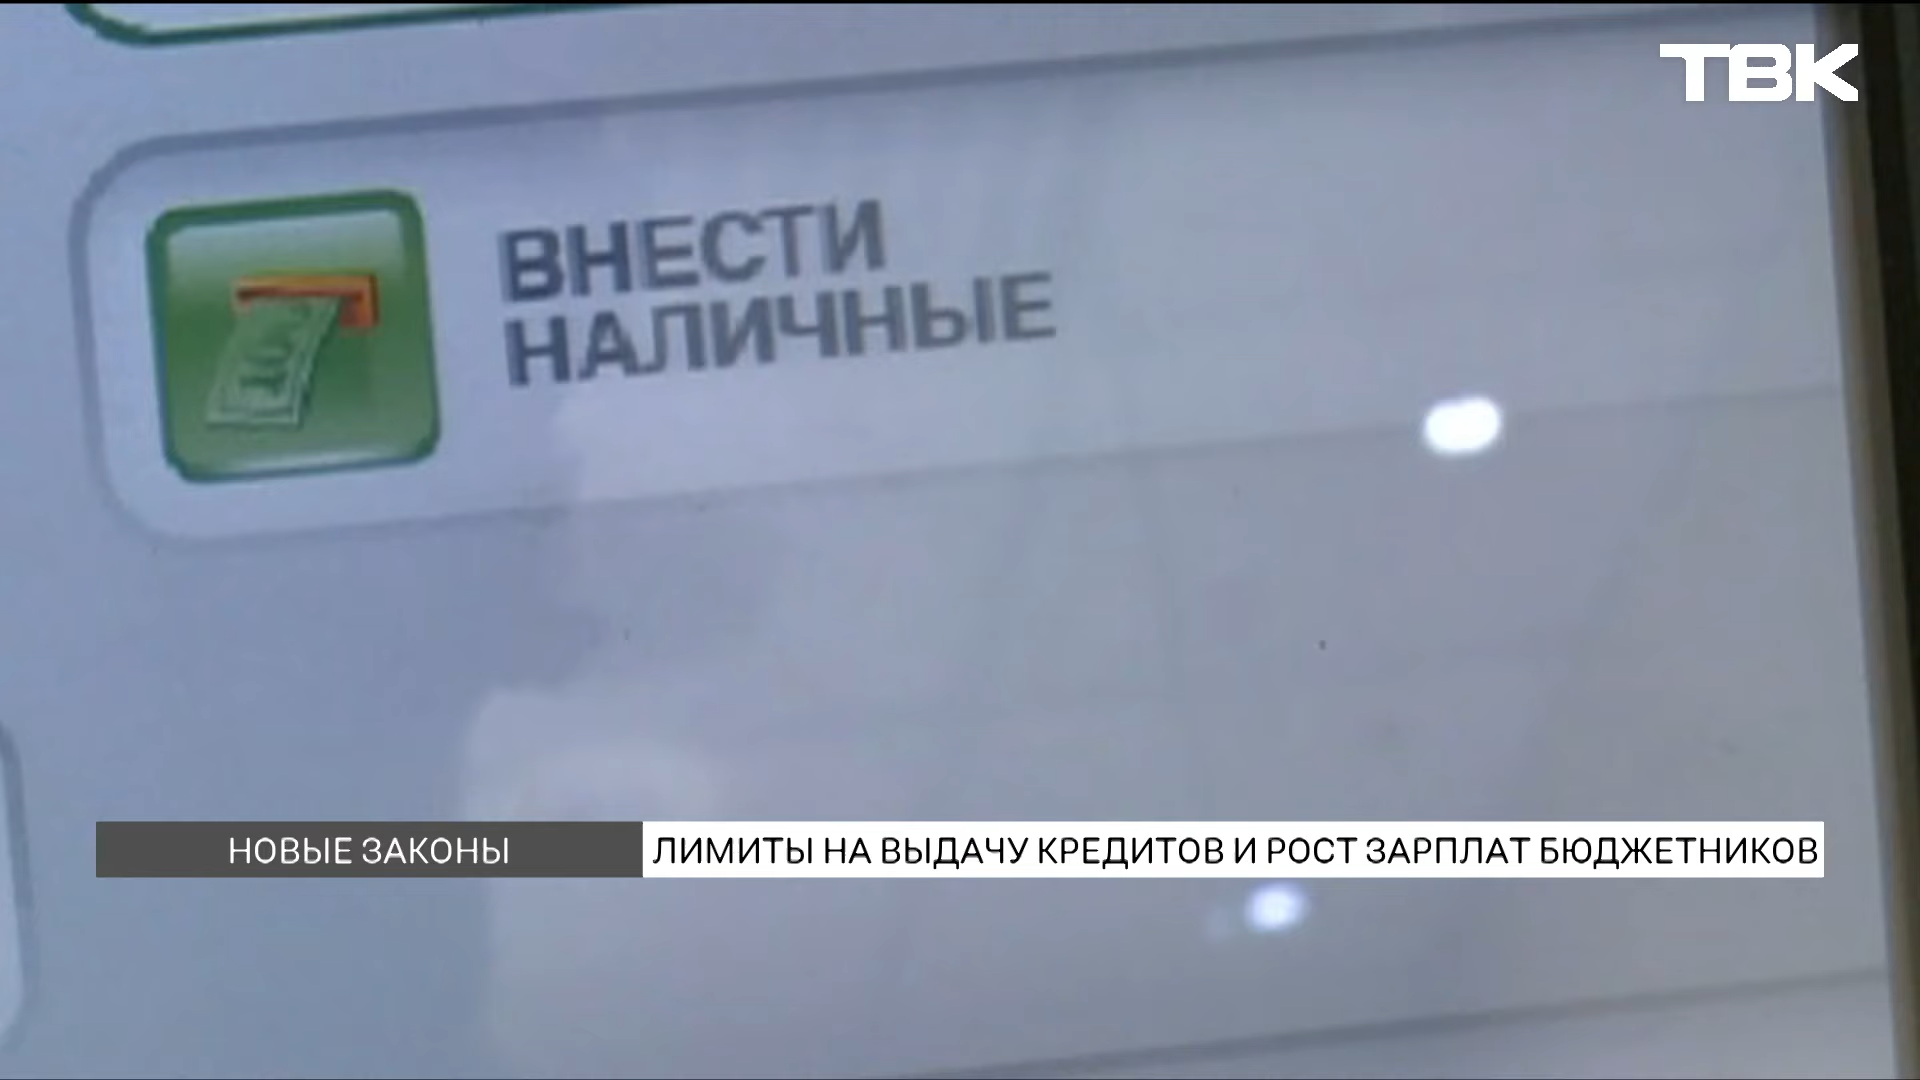 ТВК
ВНЕСТИ
НАЛИЧНЫЕ
НОВЫЕ ЗАКОНЫ
ЛИМИТЫ НА ВЫДАЧУ КРЕДИТОВ И РОСТ ЗАРПЛАТ БЮДЖЕТНИКОВ